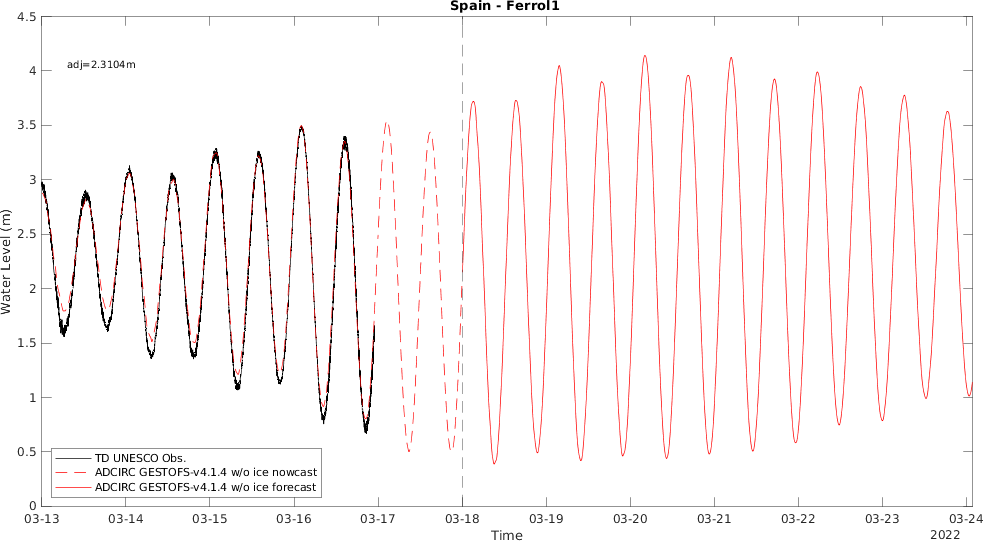 Spain - Ferrol1
4.5
4
3.5
3
2.5
2
1.5
1
0.5
0
Water Level (m)
adj=2.3104m
TD UNESCO Obs.
ADCIRC GESTOFS-v4.1.4 w/o ice nowcast
ADCIRC GESTOFS-v4.1.4 w/o ice forecast
03-13 03-14 03-15 03-16 03-17 03-18 03-19 03-20 03-21 03-22 03-23 03-24
Time
2022